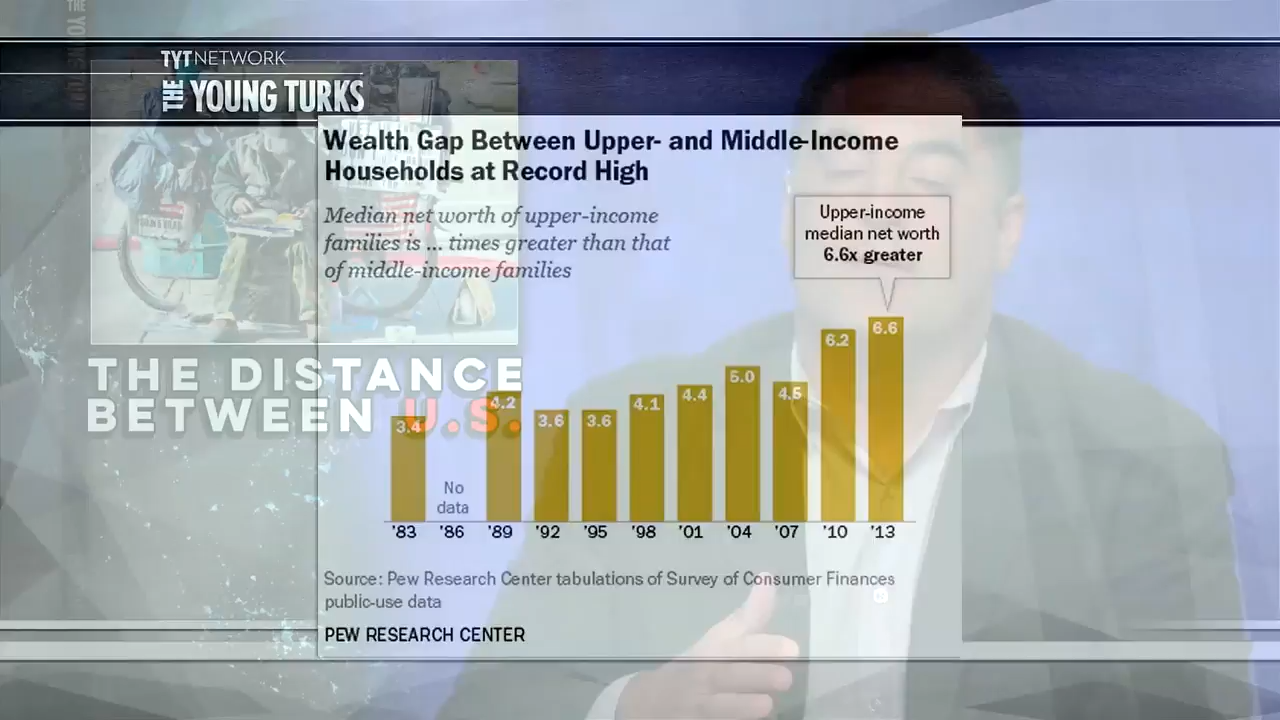 TYT NETWORK
THE YOUNG TURKS
Wealth Gap Between Upper- and Middle-Income
Households at Record High
Median net worth of upper-income
families is ... times greater than that
of middle-income families
Upper-income
median net worth
6.6x greater
THE DISTANCE
BETWEEN U.S.
3.4
No
data
4.2
3.6
3.6
4.1
4.4
5.0
4.5
6.2
6.6
'83 '86 '89 '92 '95 '98 '01 '04 '07 '10 '13
Source: Pew Research Center tabulations of Survey of Consumer Finances
public-use data
PEW RESEARCH CENTER